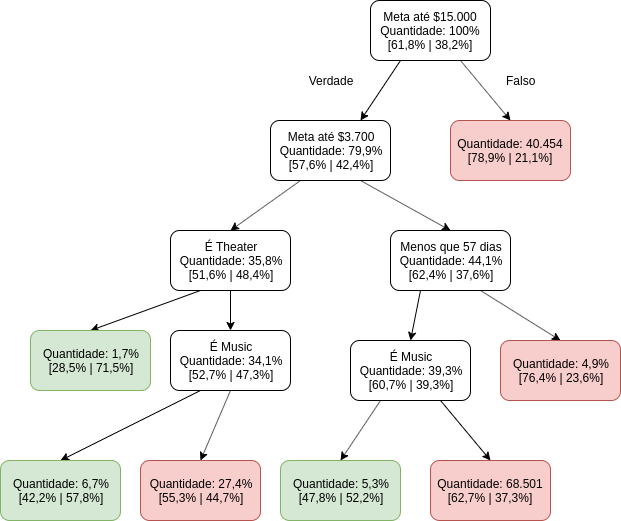 Meta até $15.000
Quantidade: 100%
[61,8% | 38,2%]
Verdade
Falso
Meta até $3.700
Quantidade: 79,9%
[57,6% | 42,4%]
Quantidade: 40.454
[78,9% | 21,1%]
É Theater
Quantidade: 35,8%
[51,6% | 48,4%]
Menos que 57 dias
Quantidade: 44,1%
[62,4% | 37,6%]
Quantidade: 1,7%
[28,5% | 71,5%]
É Music
Quantidade: 34,1%
[52,7% | 47,3%]
É Music
Quantidade: 39,3%
[60,7% | 39,3%]
Quantidade: 4,9%
[76,4% | 23,6%]
Quantidade: 6,7%
[42,2% | 57,8%]
Quantidade: 27,4%
[55,3% | 44,7%]
Quantidade: 5,3%
[47,8% | 52,2%]
Quantidade: 68.501
[62,7% | 37,3%]